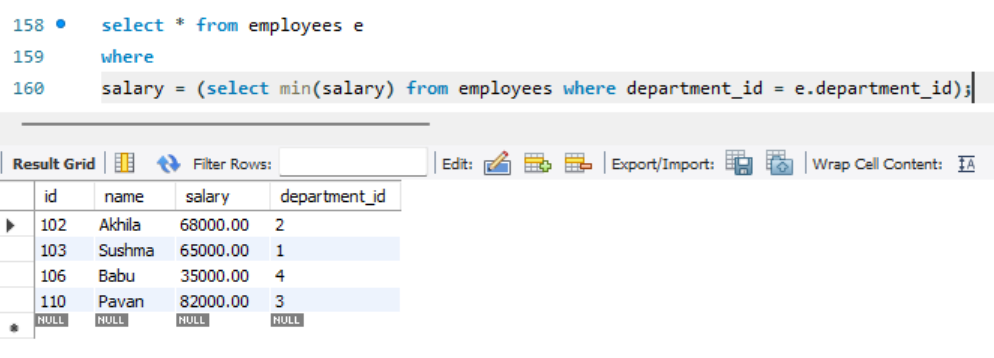 158 select * from employees e
159 where
160 salary = (select min(salary) from employees where department_id = e.department_id);
Result Grid Filter Rows: Edit: Export/Import: Wrap Cell Content: IA
id name salary department_id
102 Akhila 68000.00 2
103 Sushma 65000.00 1
106 Babu 35000.00 4
110 Pavan 82000.00 3
NULL NULL NULL NULL